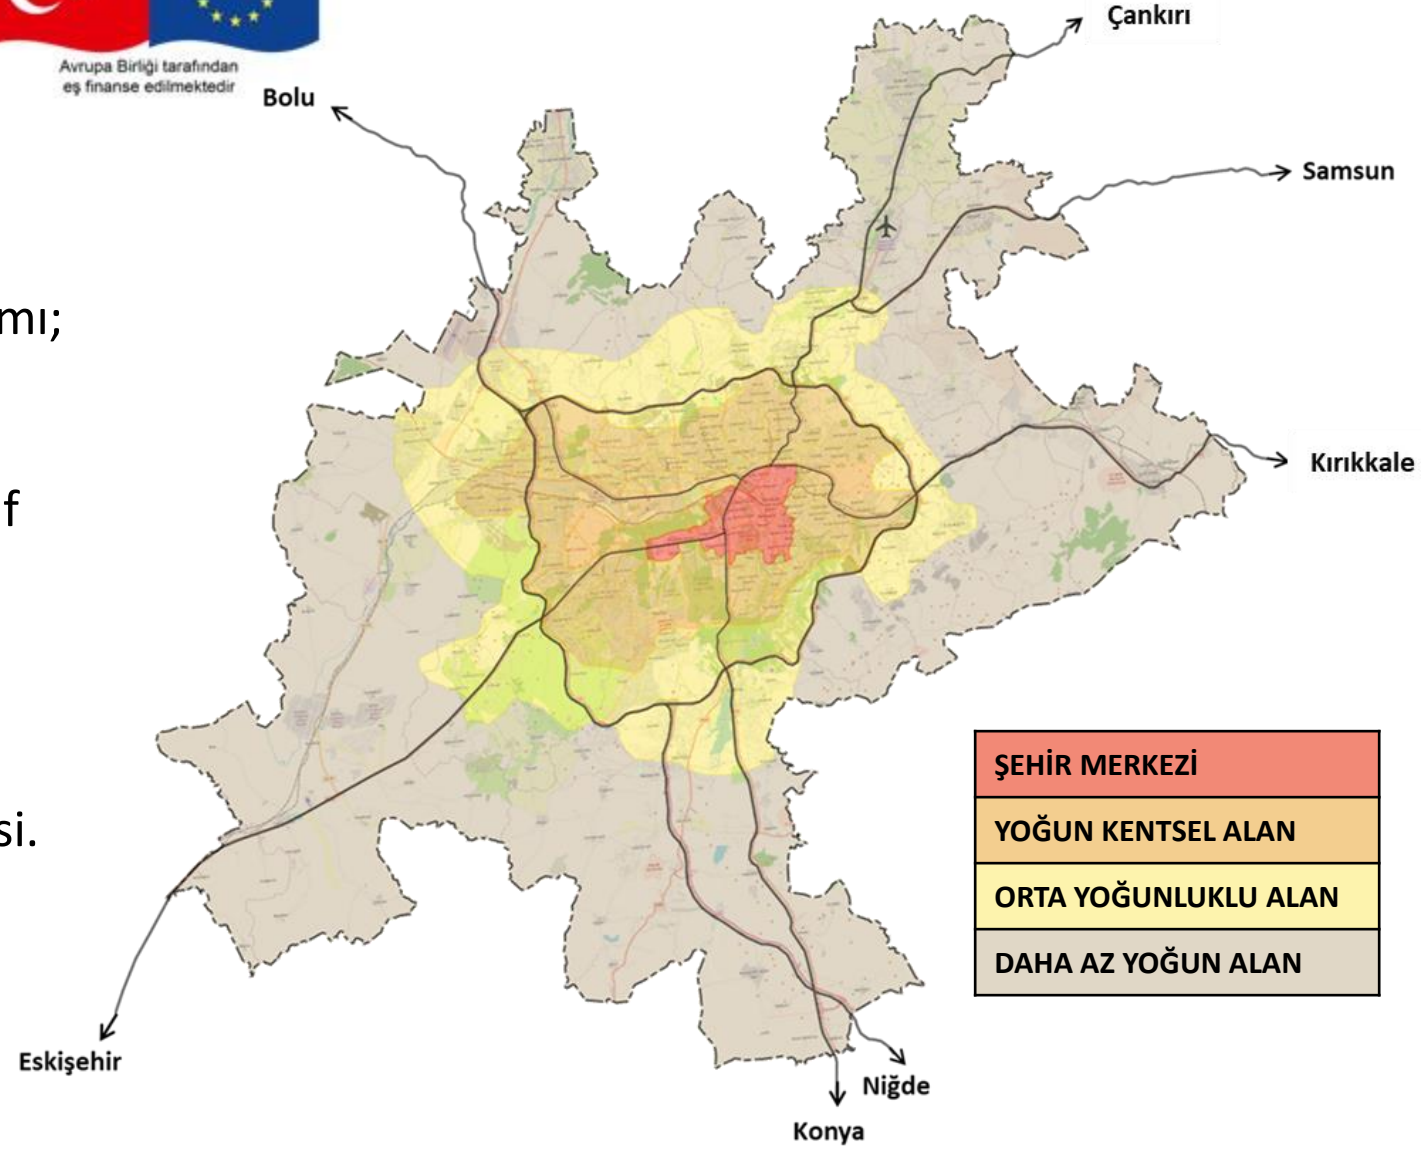 Avrupa Birliği tarafından
eş finanse edilmektedir
Bolu
Çankırı
Samsun
mı;
Kırıkkale
f
si.
ŞEHİR MERKEZİ
YOĞUN KENTSEL ALAN
ORTA YOĞUNLUKLU ALAN
DAHA AZ YOĞUN ALAN
Eskişehir
Niğde
Konya